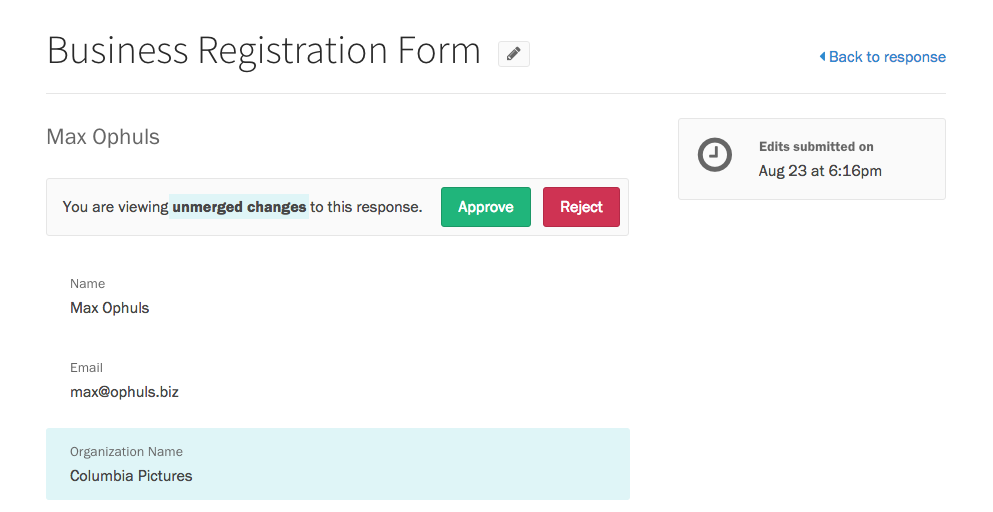 Business Registration Form
Back to response
Max Ophuls
Edits submitted on
Aug 23 at 6:16pm
You are viewing unmerged changes to this response.
Approve
Reject
Name
Max Ophuls
Email
max@ophuls.biz
Organization Name
Columbia Pictures